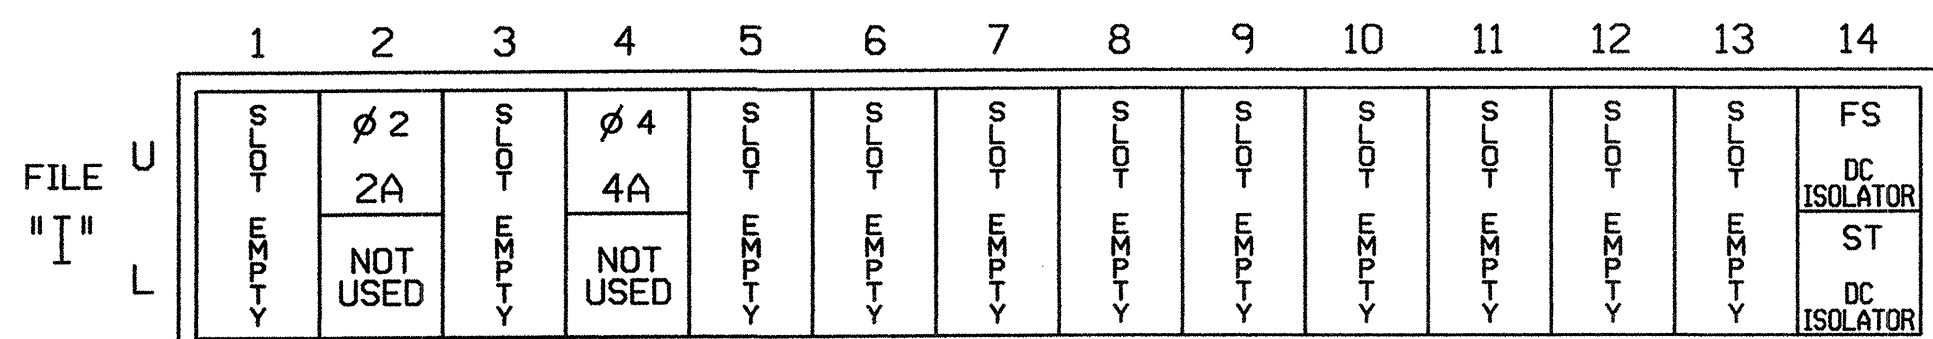 1 2 3 4 5 6 7 8 9 10 11 12 13 14
FILE "I"
U
L
SLOT EMPTY
ø 2
2A
NOT USED
SLOT EMPTY
ø 4
4A
NOT USED
SLOT EMPTY
SLOT EMPTY
SLOT EMPTY
SLOT EMPTY
SLOT EMPTY
SLOT EMPTY
SLOT EMPTY
SLOT EMPTY
SLOT EMPTY
FS
DC
ISOLATOR
ST
DC
ISOLATOR